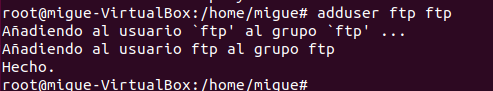 root@migue-VirtualBox:/home/migue# adduser ftp ftp
Añadiendo al usuario `ftp' al grupo `ftp' ...
Añadiendo al usuario ftp al grupo ftp
Hecho.
root@migue-VirtualBox:/home/migue#